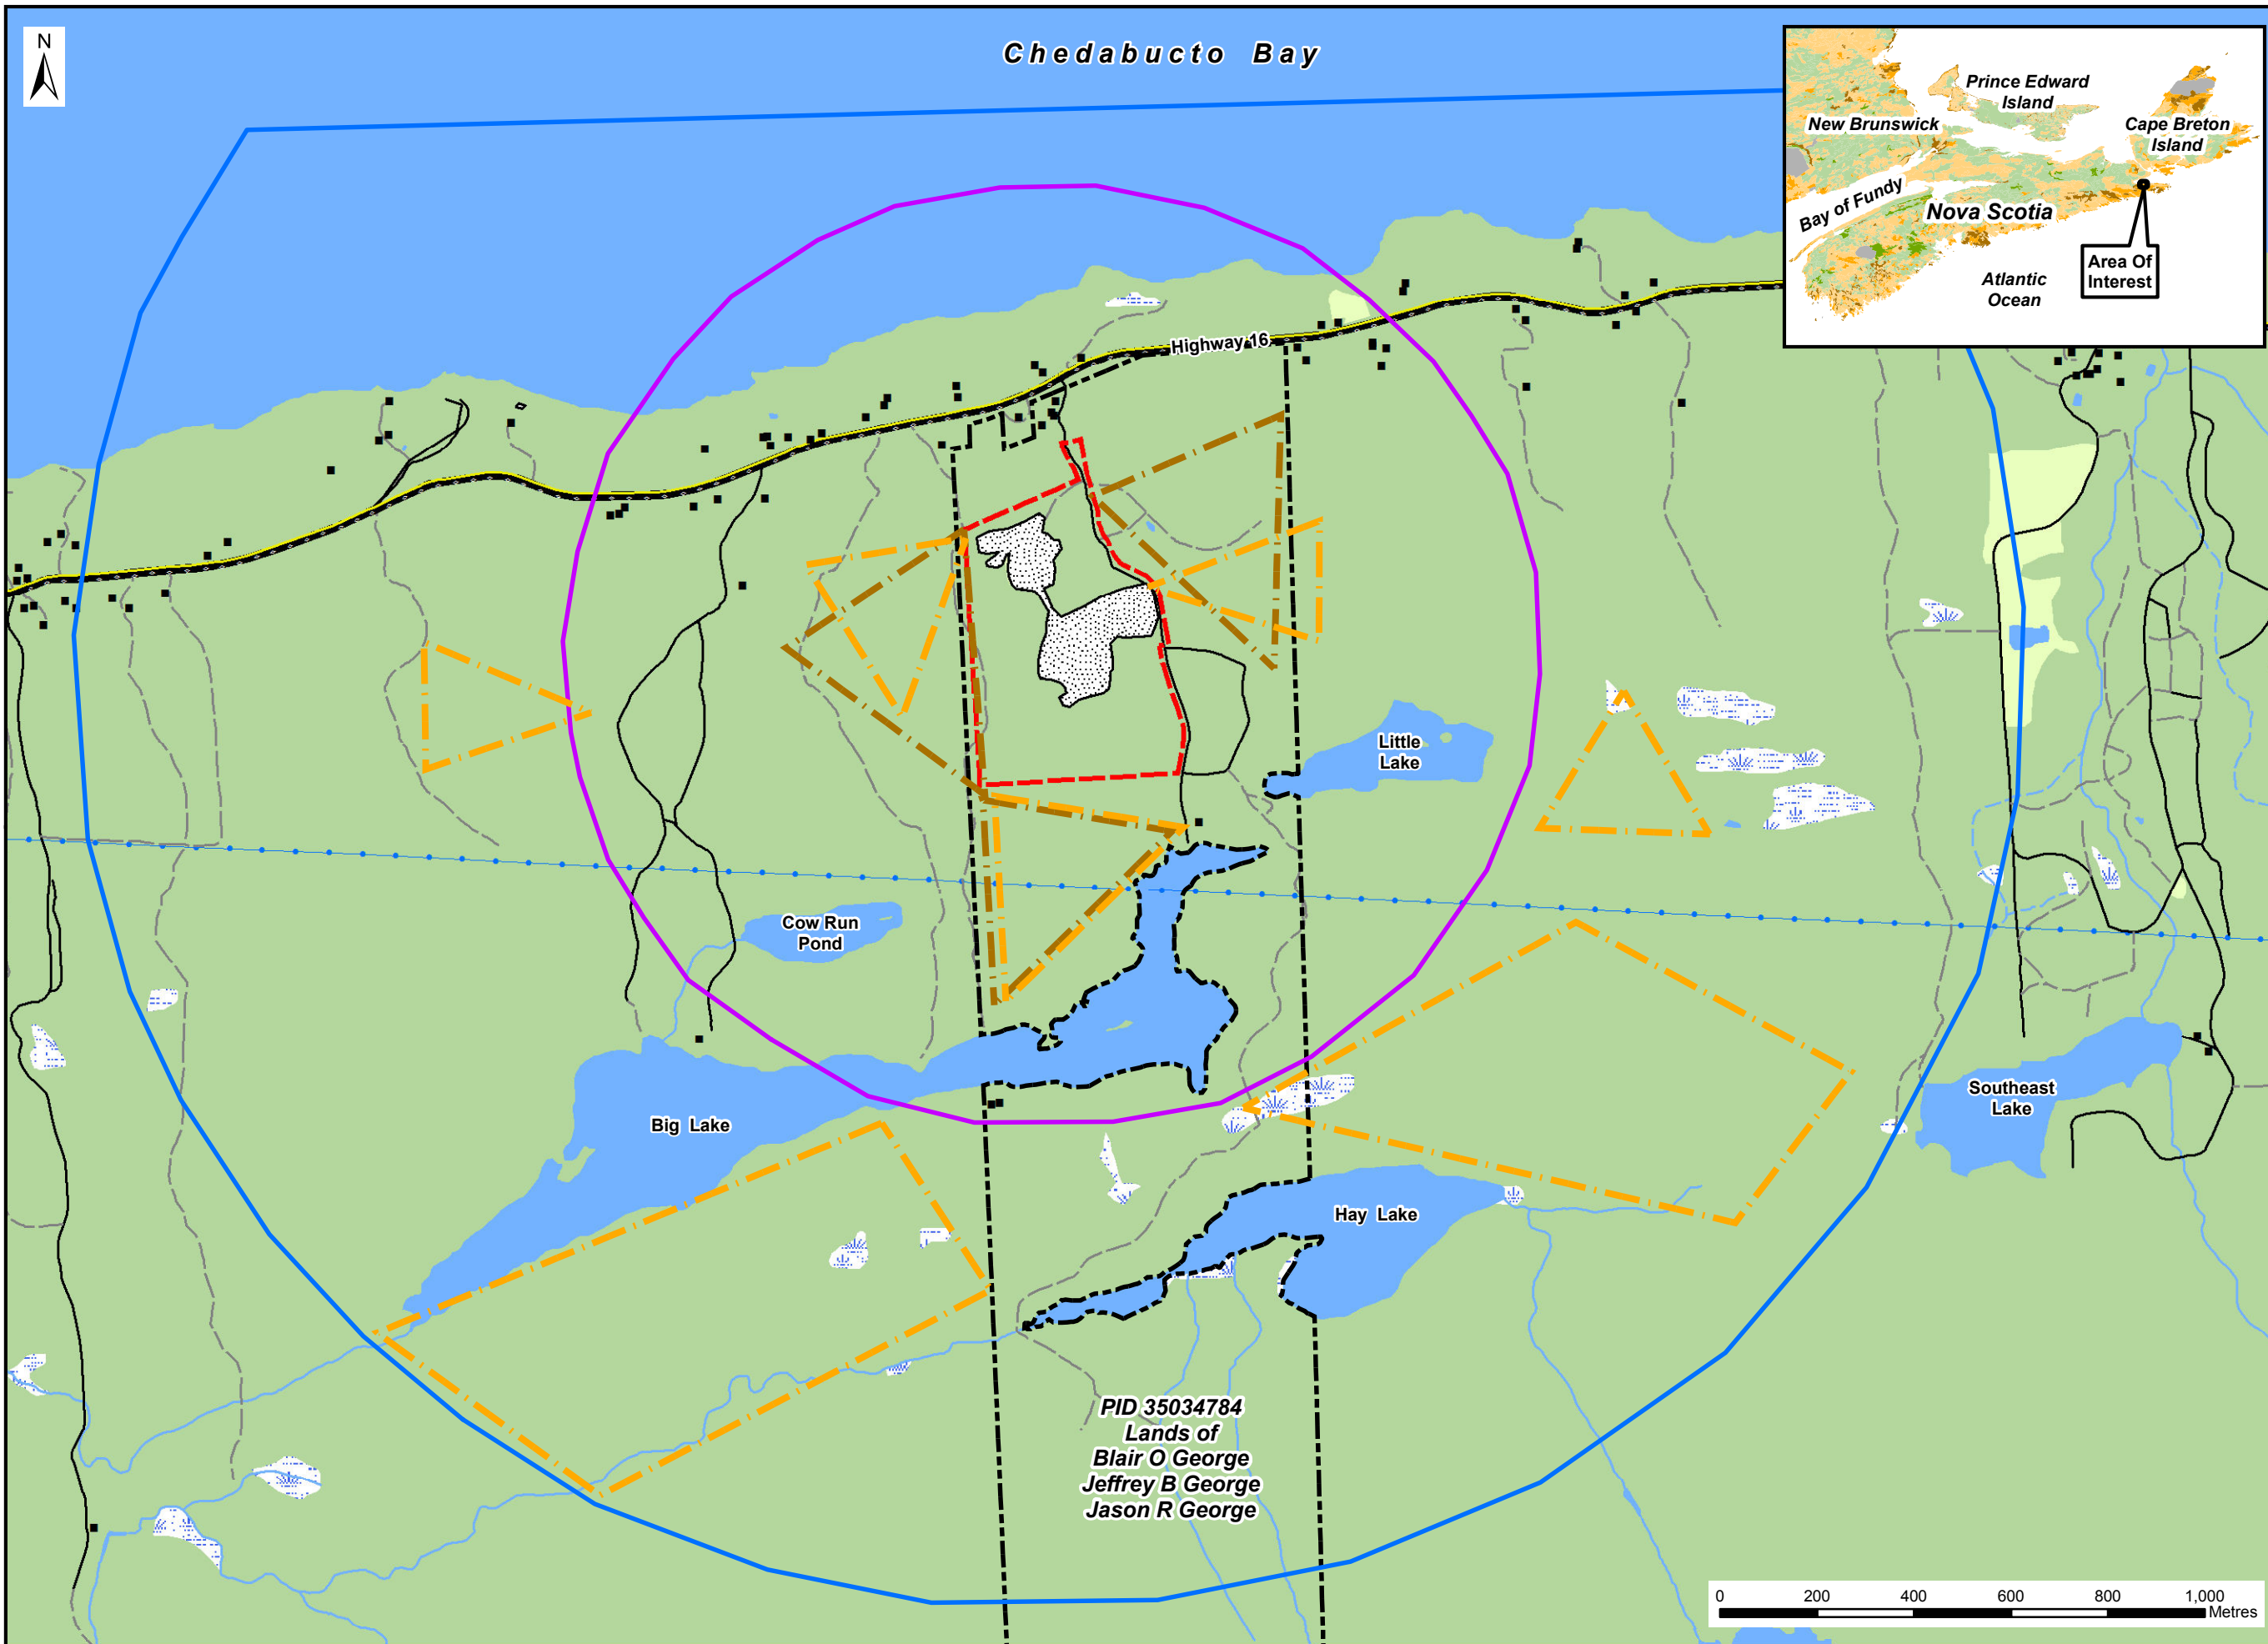 N
Chedabucto Bay
Prince Edward
Island
New Brunswick
Cape Breton
Island
Bay of Fundy
Nova Scotia
Area Of
Interest
Atlantic
Ocean
Highway 16
Little
Lake
Cow Run
Pond
Big Lake
Southeast
Lake
Hay Lake
PID 35034784
Lands of
Blair O George
Jeffrey B George
Jason R George
0 200 400 600 800 1,000
Metres